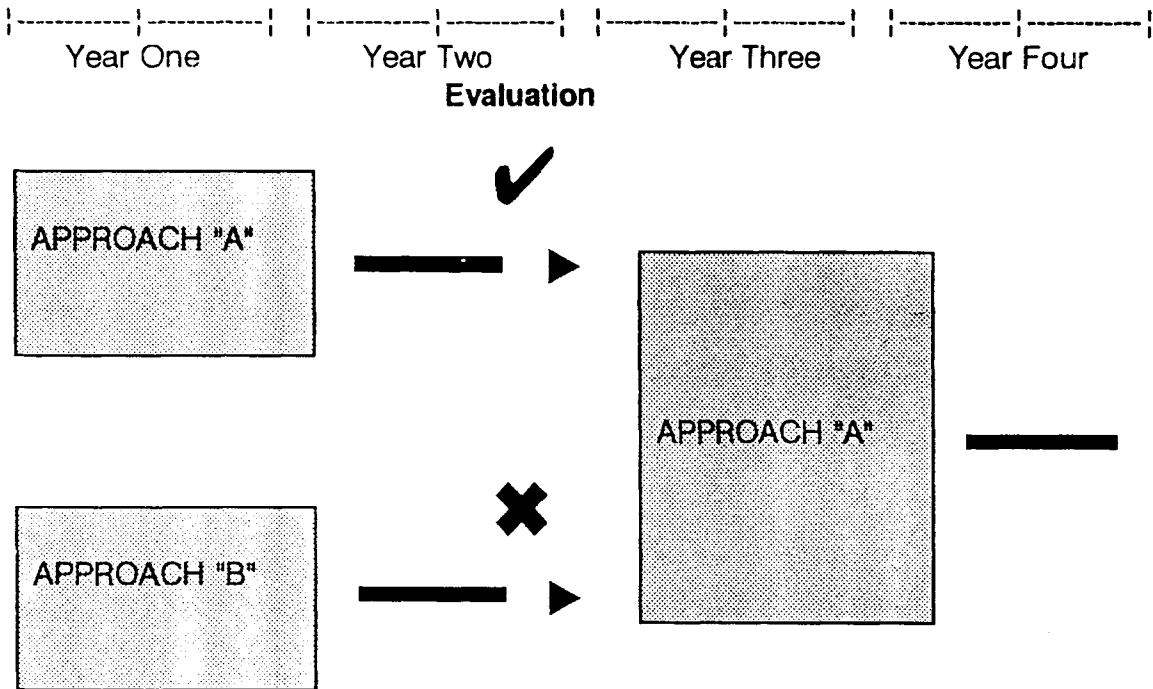 Year One Year Two Year Three Year Four
Evaluation
APPROACH "A"
APPROACH "A"
APPROACH "B"